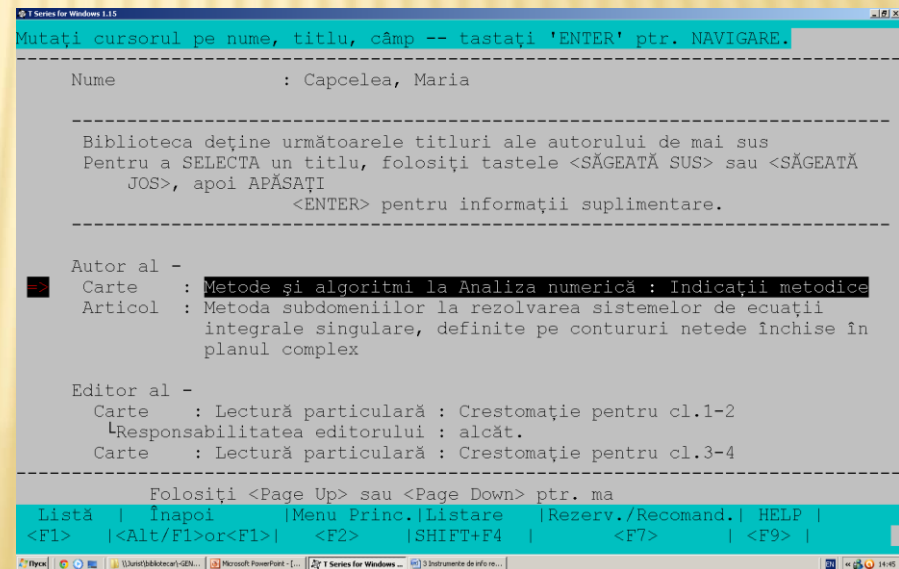 T Series for Windows 1.15
Mutați cursorul pe nume, titlu, câmp -- tastați 'ENTER' ptr. NAVIGARE.
Nume : Capcelea, Maria
Biblioteca deține următoarele titluri ale autorului de mai sus
Pentru a SELECTA un titlu, folosiți tastele <SĂGEATĂ SUS> sau <SĂGEATĂ
JOS>, apoi APĂSAȚI
<ENTER> pentru informații suplimentare.
Autor al -
=> Carte : Metode și algoritmi la Analiza numerică : Indicații metodice
Articol : Metoda subdomeniilor la rezolvarea sistemelor de ecuații
integrale singulare, definite pe contururi netede închise în
planul complex
Editor al -
Carte : Lectură particulară : Crestomație pentru cl.1-2
└Responsabilitatea editorului : alcăt.
Carte : Lectură particulară : Crestomație pentru cl.3-4
Folosiți <Page Up> sau <Page Down> ptr. ma
Listă | Înapoi |Menu Princ.|Listare |Rezerv./Recomand.| HELP |
<F1> |<Alt/F1>or<F1>| <F2> |SHIFT+F4 | <F7> | <F9> |
Пуск Microsoft PowerPoint - [... T Series for Windows ... 3 Instrumente de info re... EN 14:45